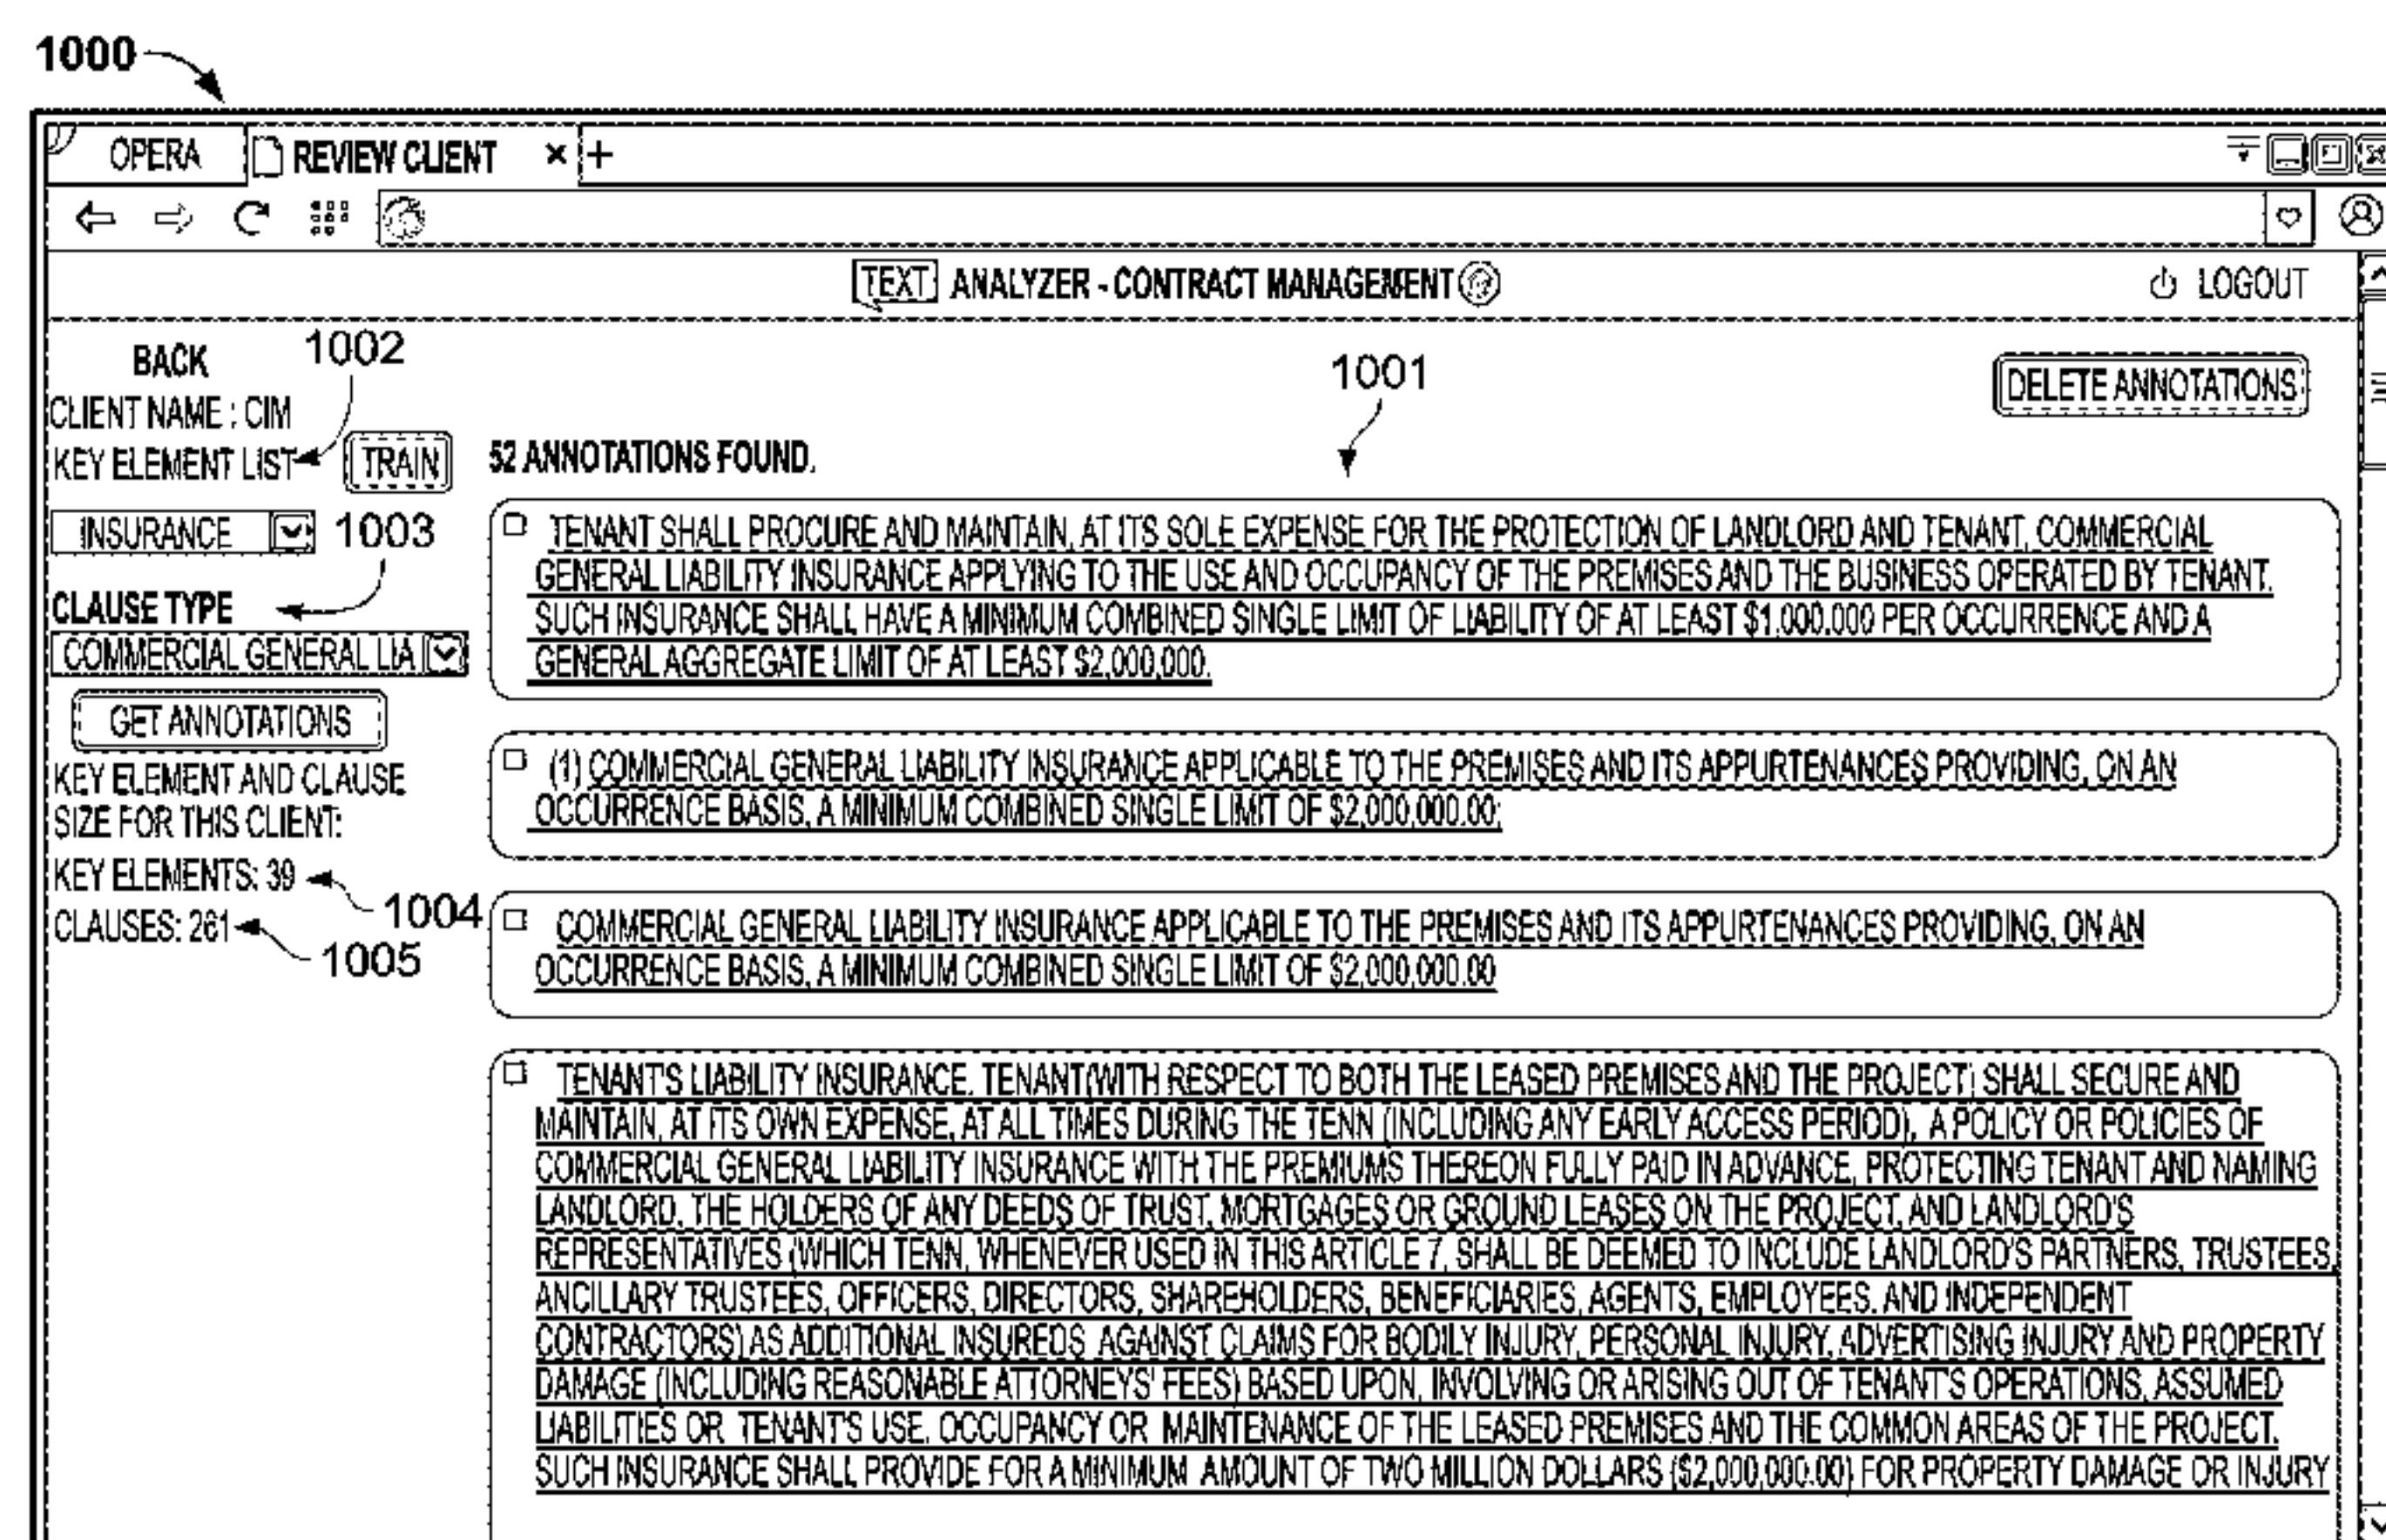 1000
OPERA REVIEW CLIENT × +
TEXT ANALYZER - CONTRACT MANAGEMENT LOGOUT
BACK 1002
CLIENT NAME : CIM
KEY ELEMENT LIST TRAIN
INSURANCE 1003
CLAUSE TYPE
COMMERCIAL GENERAL LIA
GET ANNOTATIONS
KEY ELEMENT AND CLAUSE
SIZE FOR THIS CLIENT:
KEY ELEMENTS: 39
1004
CLAUSES: 261
1005
1001
DELETE ANNOTATIONS
52 ANNOTATIONS FOUND.
TENANT SHALL PROCURE AND MAINTAIN, AT ITS SOLE EXPENSE FOR THE PROTECTION OF LANDLORD AND TENANT, COMMERCIAL
GENERAL LIABILITY INSURANCE APPLYING TO THE USE AND OCCUPANCY OF THE PREMISES AND THE BUSINESS OPERATED BY TENANT.
SUCH INSURANCE SHALL HAVE A MINIMUM COMBINED SINGLE LIMIT OF LIABILITY OF AT LEAST $1,000.000 PER OCCURRENCE AND A
GENERAL AGGREGATE LIMIT OF AT LEAST $2,000,000.
(1) COMMERCIAL GENERAL LIABILITY INSURANCE APPLICABLE TO THE PREMISES AND ITS APPURTENANCES PROVIDING, ON AN
OCCURRENCE BASIS, A MINIMUM COMBINED SINGLE LIMIT OF $2,000,000.00;
COMMERCIAL GENERAL LIABILITY INSURANCE APPLICABLE TO THE PREMISES AND ITS APPURTENANCES PROVIDING, ON AN
OCCURRENCE BASIS, A MINIMUM COMBINED SINGLE LIMIT OF $2,000,000.00
TENANT'S LIABILITY INSURANCE. TENANT(WITH RESPECT TO BOTH THE LEASED PREMISES AND THE PROJECT) SHALL SECURE AND
MAINTAIN, AT ITS OWN EXPENSE, AT ALL TIMES DURING THE TENN (INCLUDING ANY EARLY ACCESS PERIOD), A POLICY OR POLICIES OF
COMMERCIAL GENERAL LIABILITY INSURANCE WITH THE PREMIUMS THEREON FULLY PAID IN ADVANCE, PROTECTING TENANT AND NAMING
LANDLORD, THE HOLDERS OF ANY DEEDS OF TRUST, MORTGAGES OR GROUND LEASES ON THE PROJECT, AND LANDLORD'S
REPRESENTATIVES (WHICH TENN, WHENEVER USED IN THIS ARTICLE 7, SHALL BE DEEMED TO INCLUDE LANDLORD'S PARTNERS, TRUSTEES,
ANCILLARY TRUSTEES, OFFICERS, DIRECTORS, SHAREHOLDERS, BENEFICIARIES, AGENTS, EMPLOYEES, AND INDEPENDENT
CONTRACTORS) AS ADDITIONAL INSUREDS AGAINST CLAIMS FOR BODILY INJURY, PERSONAL INJURY, ADVERTISING INJURY AND PROPERTY
DAMAGE (INCLUDING REASONABLE ATTORNEYS' FEES) BASED UPON, INVOLVING OR ARISING OUT OF TENANT'S OPERATIONS, ASSUMED
LIABILITIES OR TENANT'S USE, OCCUPANCY OR MAINTENANCE OF THE LEASED PREMISES AND THE COMMON AREAS OF THE PROJECT.
SUCH INSURANCE SHALL PROVIDE FOR A MINIMUM AMOUNT OF TWO MILLION DOLLARS ($2,000,000.00) FOR PROPERTY DAMAGE OR INJURY